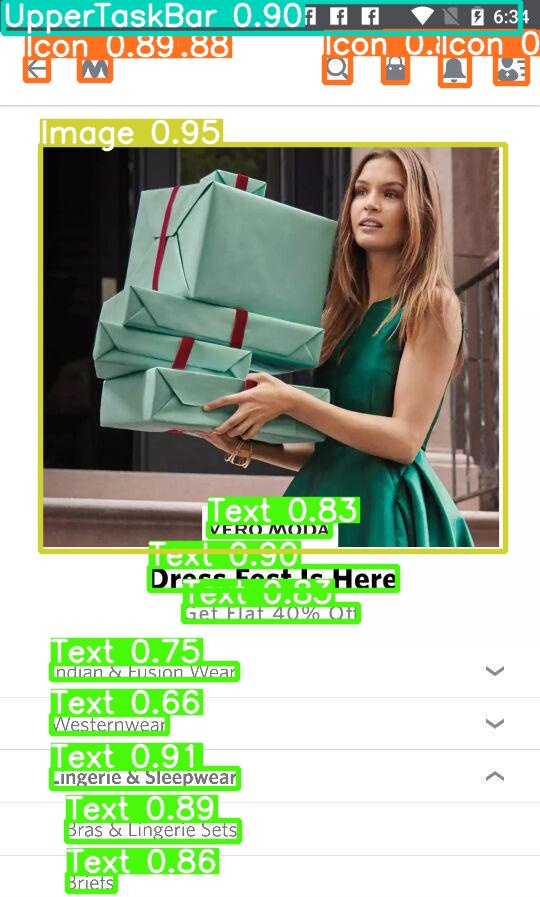 UpperTaskBar 0.90
6:34
Icon 0.8
Icon 0.89
.88
Icon 0
Image 0.95
Text 0.83
VERO MODA
Text 0.90
Dress Fest Is Here
Text 0.83
Get Flat 40% Off
Text 0.75
Indian & Fusion Wear
Text 0.66
Westernwear
Text 0.91
Lingerie & Sleepwear
Text 0.89
Bras & Lingerie Sets
Text 0.86
Briefs